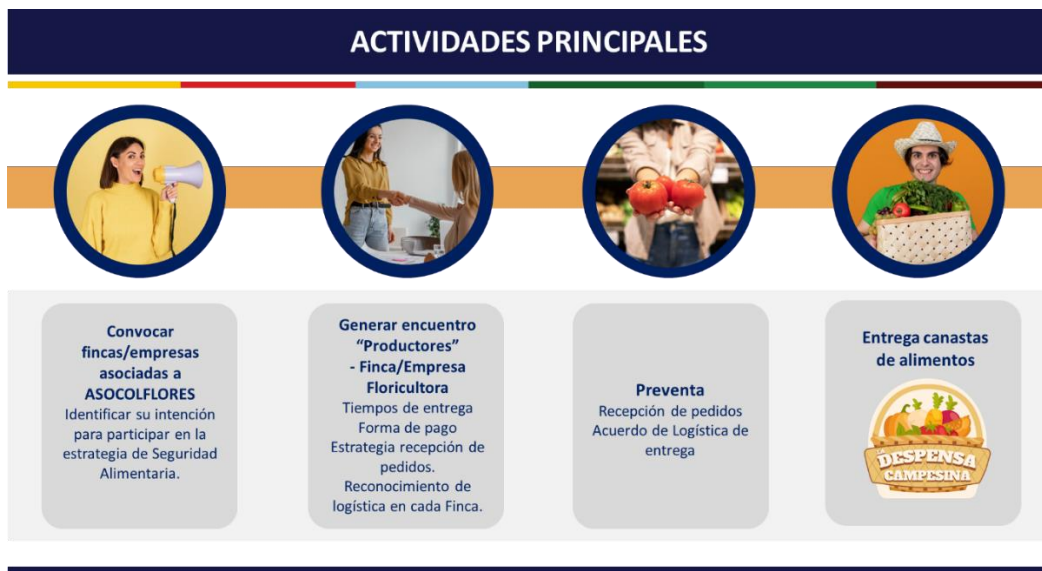 ACTIVIDADES PRINCIPALES
Convocar
fincas/empresas
asociadas a
ASOCOLFLORES
Identificar su intención
para participar en la
estrategia de Seguridad
Alimentaria.
Generar encuentro
“Productores”
- Finca/Empresa
Floricultora
Tiempos de entrega
Forma de pago
Estrategia recepción de
pedidos.
Reconocimiento de
logística en cada Finca.
Preventa
Recepción de pedidos
Acuerdo de Logística de
entrega
Entrega canastas
de alimentos
LA
DESPENSA
CAMPESINA